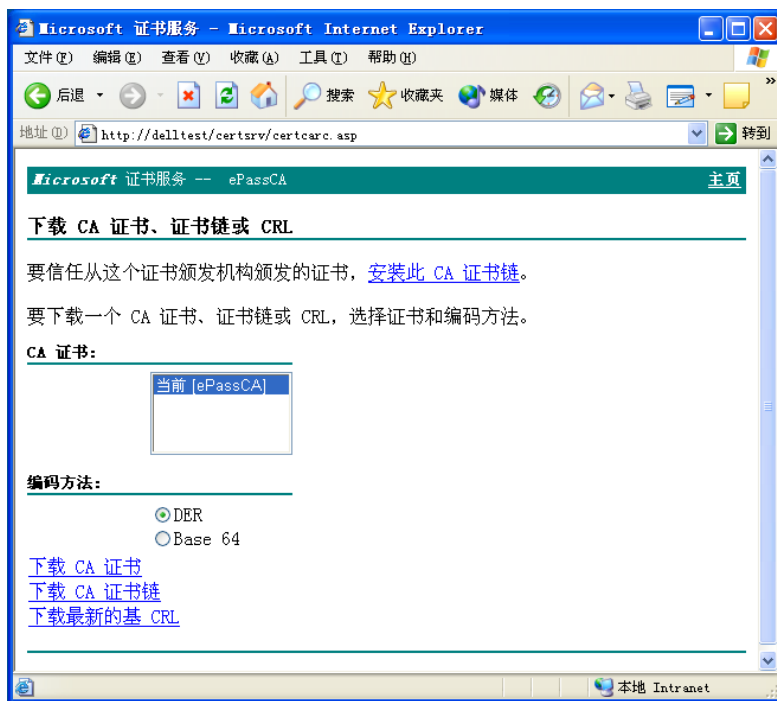 Microsoft 证书服务 - Microsoft Internet Explorer
文件(F) 编辑(E) 查看(V) 收藏(A) 工具(T) 帮助(H)
后退 搜索 收藏夹 媒体 »
地址(D) http://delltest/certsrv/certcarc.asp 转到
Microsoft 证书服务 -- ePassCA 主页
下载 CA 证书、证书链或 CRL
要信任从这个证书颁发机构颁发的证书，安装此 CA 证书链。
要下载一个 CA 证书、证书链或 CRL，选择证书和编码方法。
CA 证书:
当前 [ePassCA]
编码方法:
DER
Base 64
下载 CA 证书
下载 CA 证书链
下载最新的基 CRL
本地 Intranet